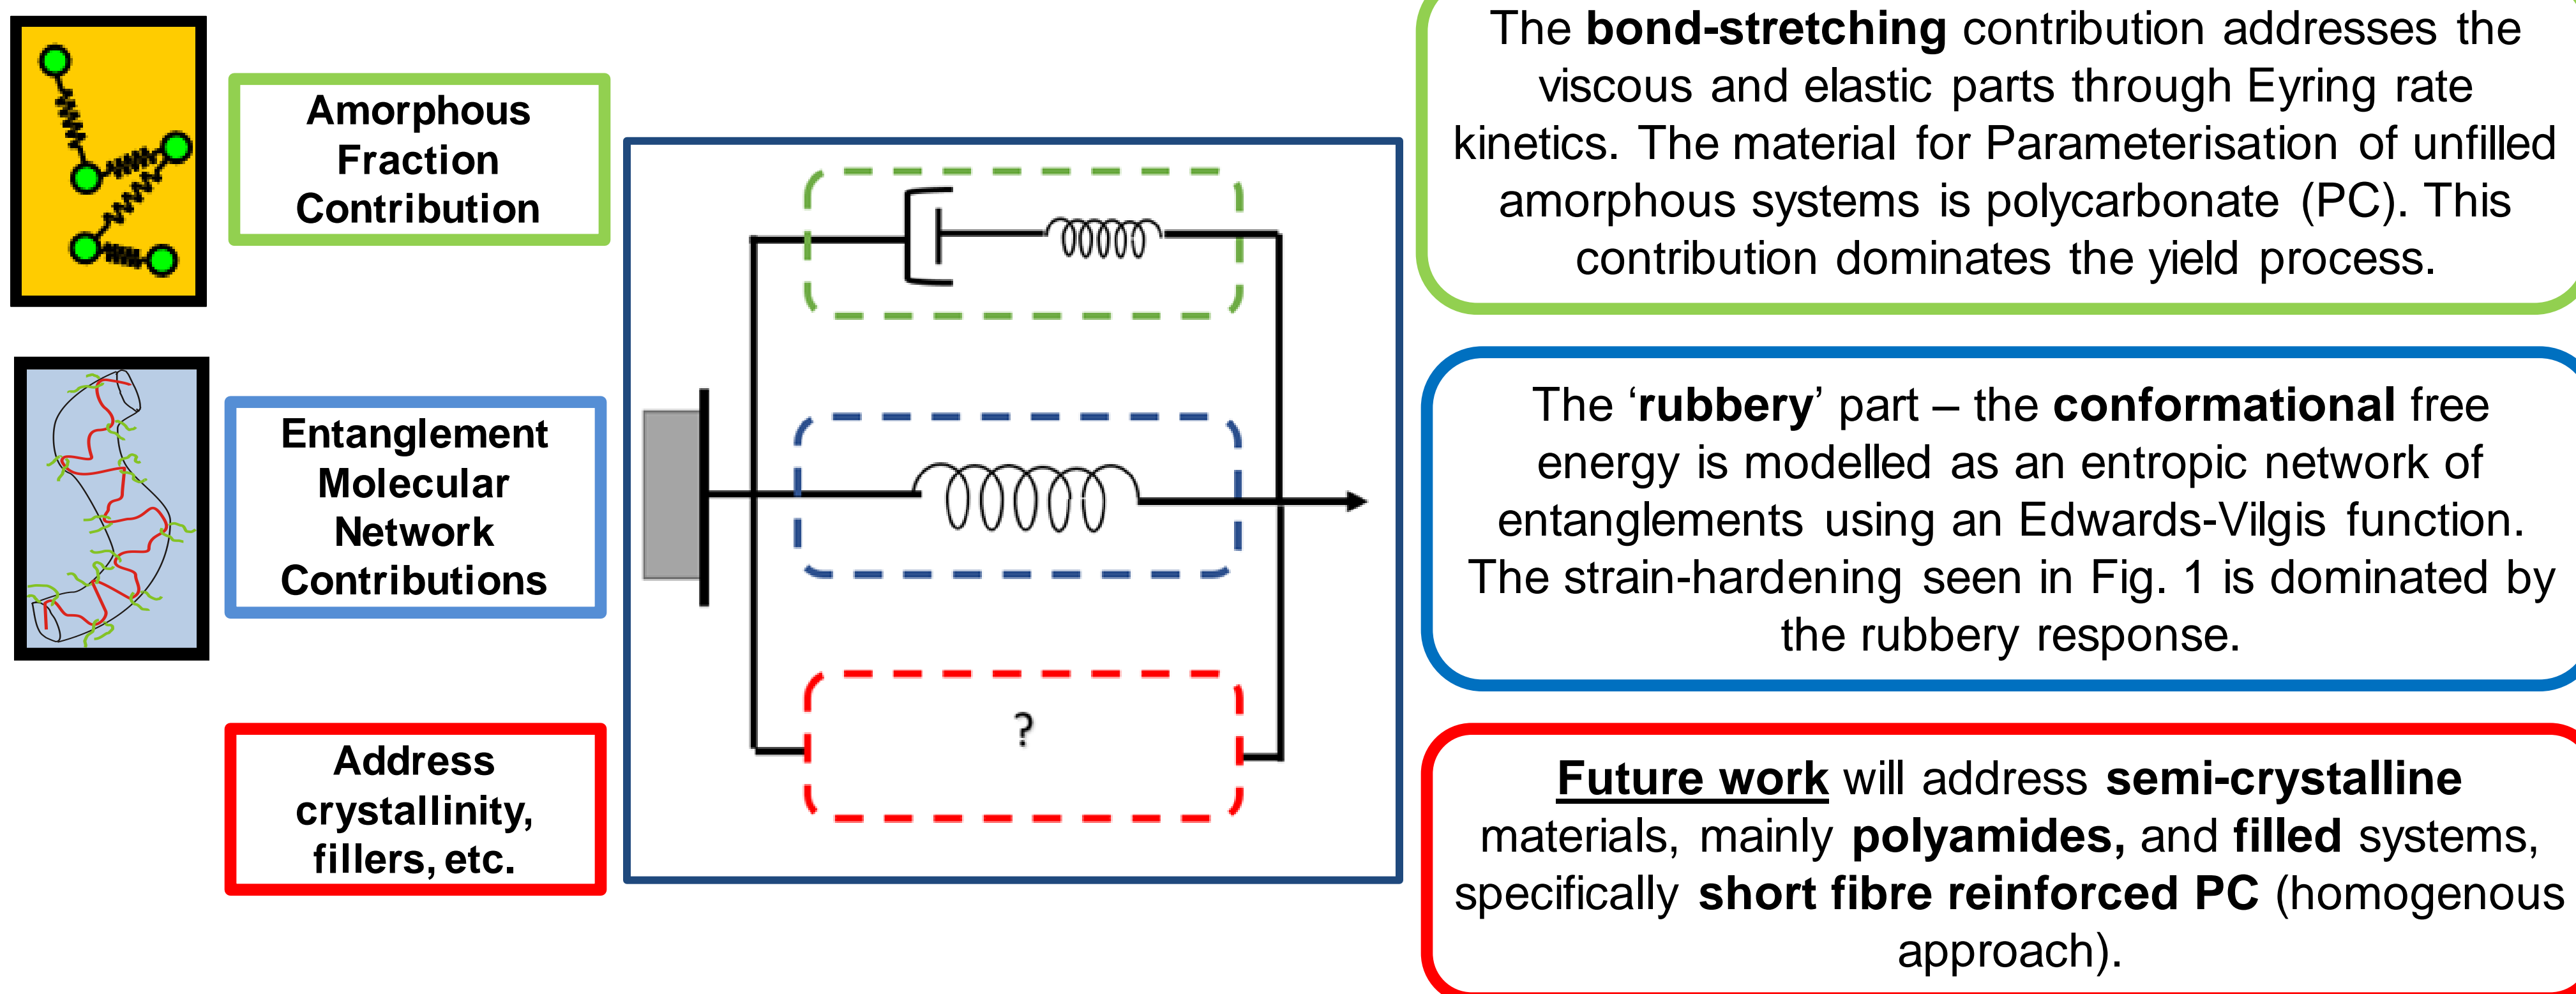 Amorphous
Fraction
Contribution
Entanglement
Molecular
Network
Contributions
Address
crystallinity,
fillers, etc.
?
The bond-stretching contribution addresses the
viscous and elastic parts through Eyring rate
kinetics. The material for Parameterisation of unfilled
amorphous systems is polycarbonate (PC). This
contribution dominates the yield process.
The ‘rubbery’ part – the conformational free
energy is modelled as an entropic network of
entanglements using an Edwards-Vilgis function.
The strain-hardening seen in Fig. 1 is dominated by
the rubbery response.
Future work will address semi-crystalline
materials, mainly polyamides, and filled systems,
specifically short fibre reinforced PC (homogenous
approach).